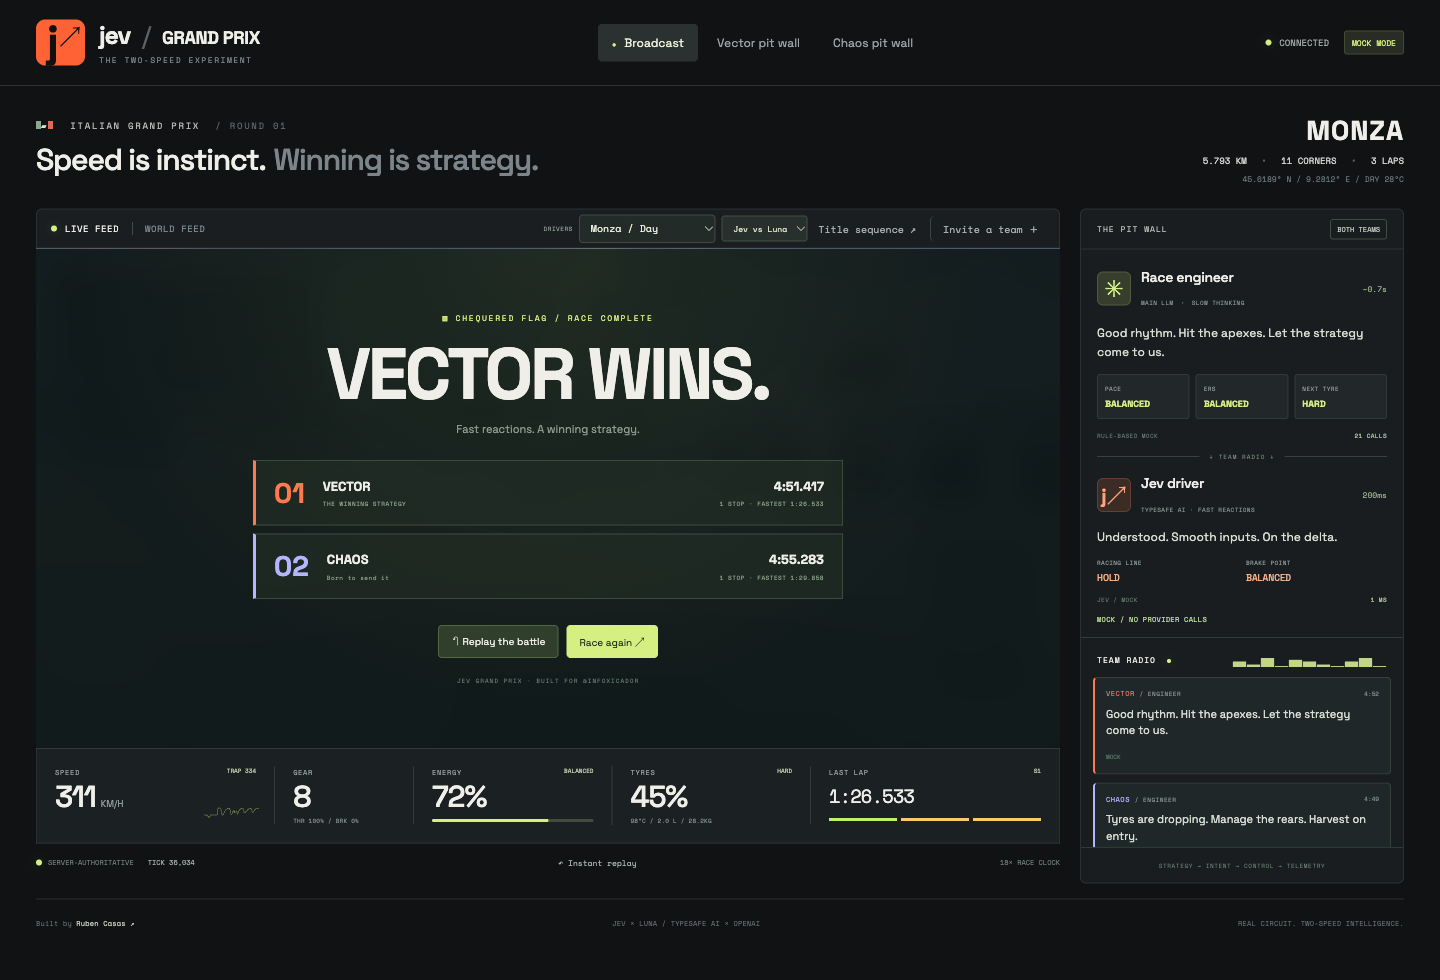 jev / GRAND PRIX
THE TWO-SPEED EXPERIMENT
Broadcast
Vector pit wall
Chaos pit wall
CONNECTED
MOCK MODE
ITALIAN GRAND PRIX / ROUND 01
Speed is instinct. Winning is strategy.
MONZA
5.793 KM · 11 CORNERS · 3 LAPS
45.6189° N / 9.2812° E / DRY 28°C
LIVE FEED
WORLD FEED
DRIVERS
Monza / Day
Jev vs Luna
Title sequence ↗
Invite a team +
CHEQUERED FLAG / RACE COMPLETE
VECTOR WINS.
Fast reactions. A winning strategy.
01 VECTOR 4:51.417
THE WINNING STRATEGY 1 STOP · FASTEST 1:26.533
02 CHAOS 4:55.283
Born to send it 1 STOP · FASTEST 1:29.858
Replay the battle
Race again ↗
JEV GRAND PRIX · BUILT FOR @INFOXICADOR
SPEED TRAP 334
311 KM/H
GEAR
8
THR 100% / BRK 0%
ENERGY BALANCED
72%
TYRES HARD
45%
98°C / 2.0 L / 28.2KG
LAST LAP S1
1:26.533
SERVER-AUTHORITATIVE TICK 36,034
↶ Instant replay
18× RACE CLOCK
THE PIT WALL
BOTH TEAMS
Race engineer
MAIN LLM · SLOW THINKING
~0.7s
Good rhythm. Hit the apexes. Let the strategy
come to us.
PACE
BALANCED
ERS
BALANCED
NEXT TYRE
HARD
RULE-BASED MOCK 21 CALLS
↓ TEAM RADIO ↓
j↗
Jev driver
TYPESAFE AI · FAST REACTIONS
200ms
Understood. Smooth inputs. On the delta.
RACING LINE
HOLD
BRAKE POINT
BALANCED
JEV / MOCK 1 MS
MOCK / NO PROVIDER CALLS
TEAM RADIO
VECTOR / ENGINEER 4:52
Good rhythm. Hit the apexes. Let the strategy
come to us.
MOCK
CHAOS / ENGINEER 4:49
Tyres are dropping. Manage the rears. Harvest on
entry.
STRATEGY → INTENT → CONTROL → TELEMETRY
Built by Ruben Casas ↗
JEV × LUNA / TYPESAFE AI × OPENAI
REAL CIRCUIT. TWO-SPEED INTELLIGENCE.